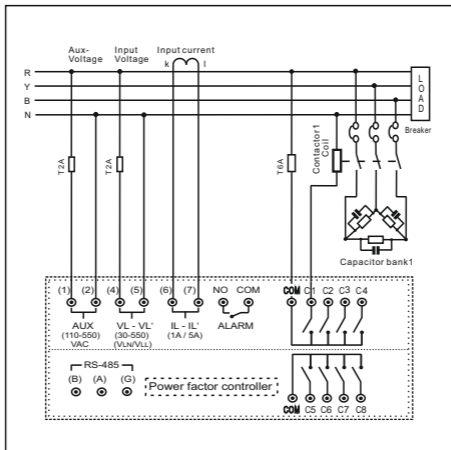 Aux-Voltage
Input Voltage
Input current
k l
R
Y
B
N
LOAD
Breaker
T2A
T2A
T6A
Contactor1 Coil
Capacitor bank1
(1) (2) (4) (5) (6) (7) NO COM COM C1 C2 C3 C4
AUX
(110-550)
VAC
VL - VL'
(30-550)
(VLN/VLL)
IL - IL'
(1A / 5A)
ALARM
RS-485
(B) (A) (G)
Power factor controller
COM C5 C6 C7 C8